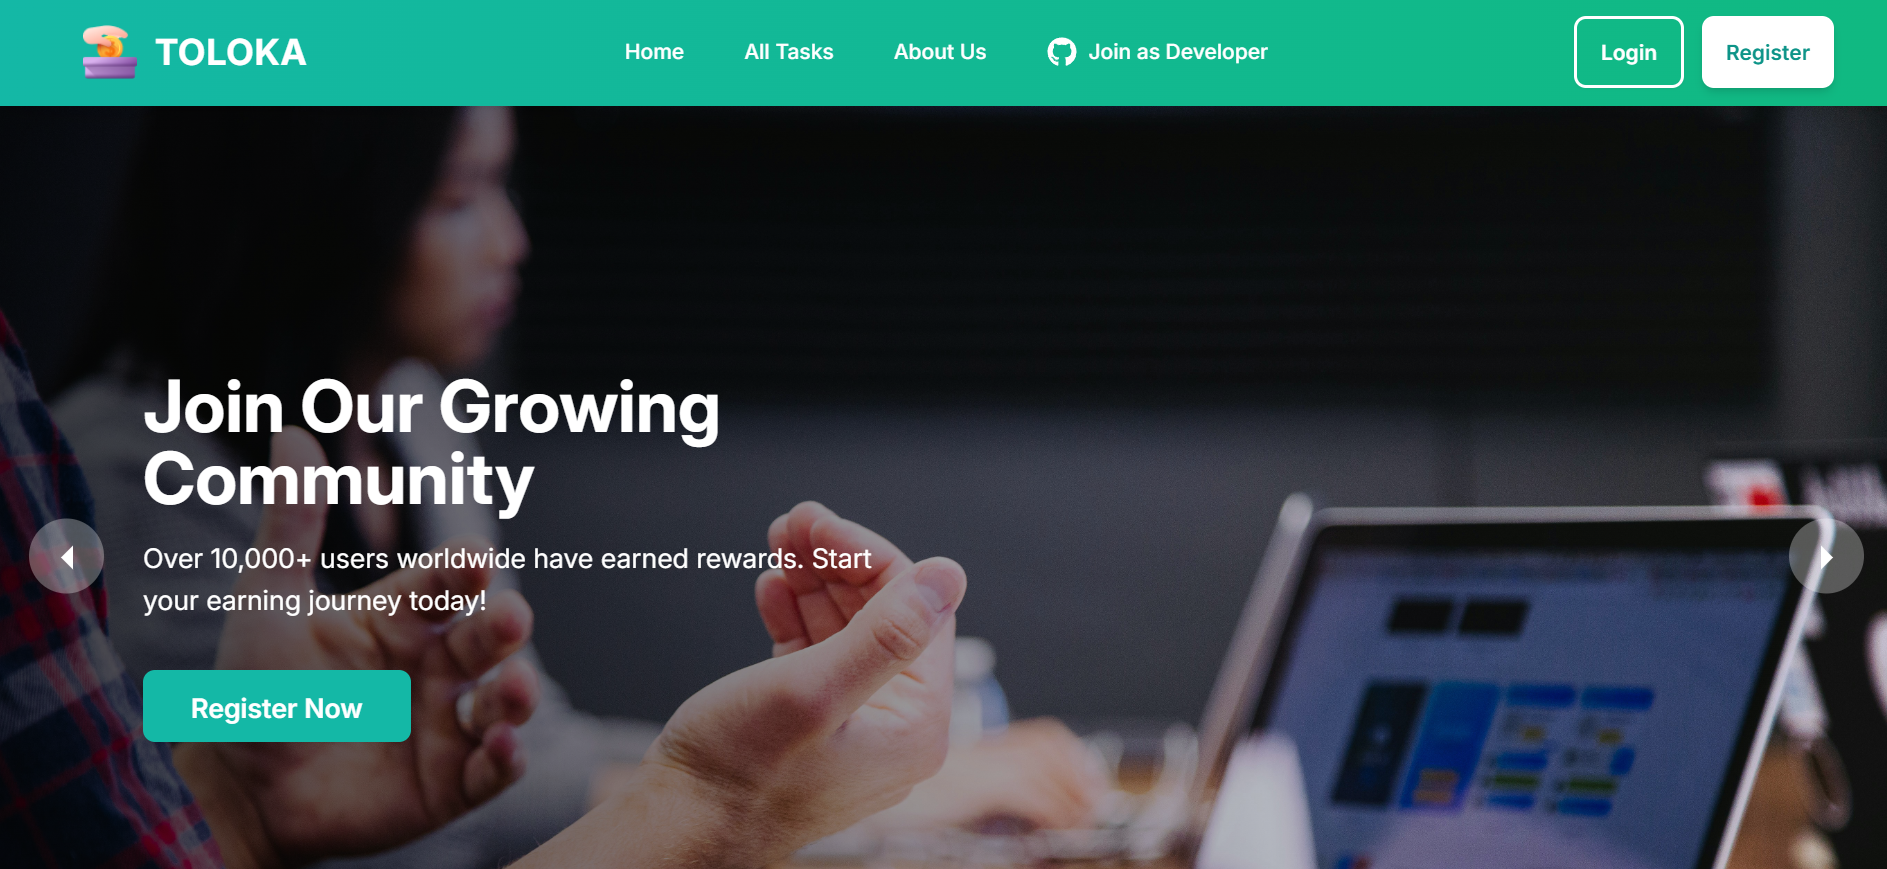 TOLOKA
Home
All Tasks
About Us
Join as Developer
Login
Register
Join Our Growing
Community
Over 10,000+ users worldwide have earned rewards. Start
your earning journey today!
Register Now